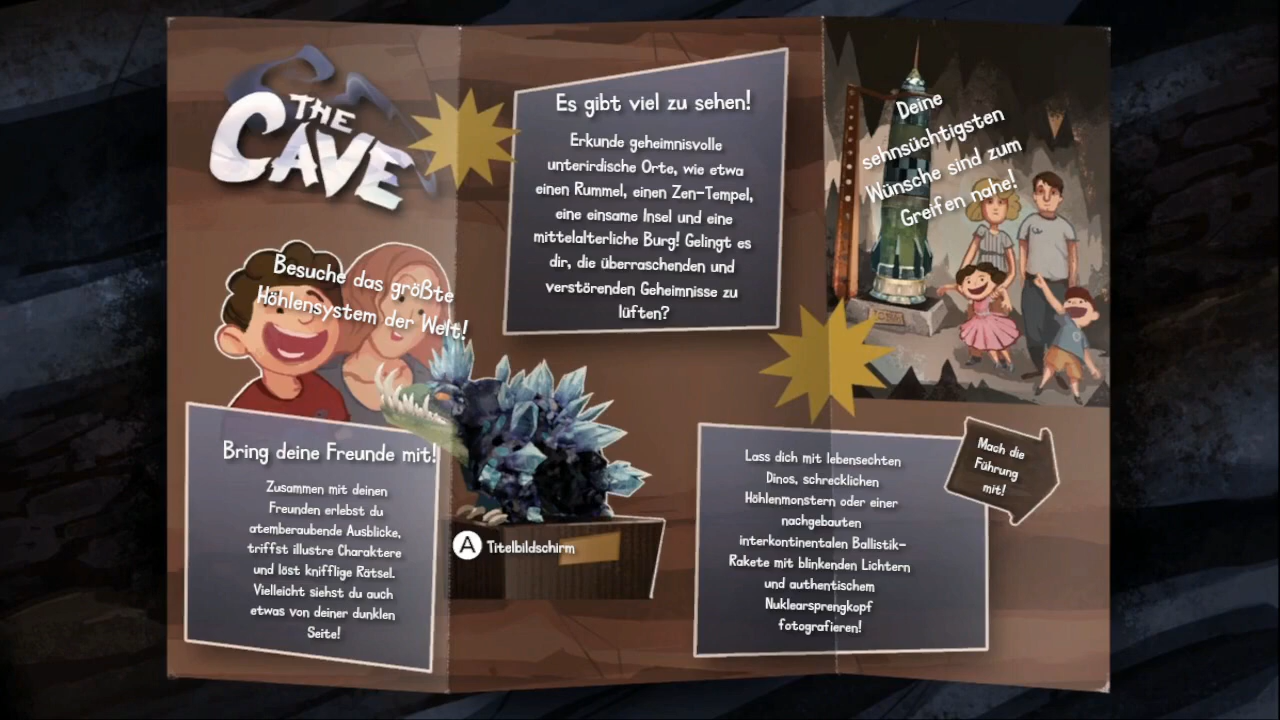 THE
CAVE
Besuche das größte
Höhlensystem der Welt!
Bring deine Freunde mit!
Zusammen mit deinen
Freunden erlebst du
atemberaubende Ausblicke,
triffst illustre Charaktere
und löst knifflige Rätsel.
Vielleicht siehst du auch
etwas von deiner dunklen
Seite!
Es gibt viel zu sehen!
Erkunde geheimnisvolle
unterirdische Orte, wie etwa
einen Rummel, einen Zen-Tempel,
eine einsame Insel und eine
mittelalterliche Burg! Gelingt es
dir, die überraschenden und
verstörenden Geheimnisse zu
lüften?
A Titelbildschirm
Deine
sehnsüchtigsten
Wünsche sind zum
Greifen nahe!
Lass dich mit lebensechten
Dinos, schrecklichen
Höhlenmonstern oder einer
nachgebauten
interkontinentalen Ballistik-
Rakete mit blinkenden Lichtern
und authentischem
Nuklearsprengkopf
fotografieren!
Mach die
Führung
mit!